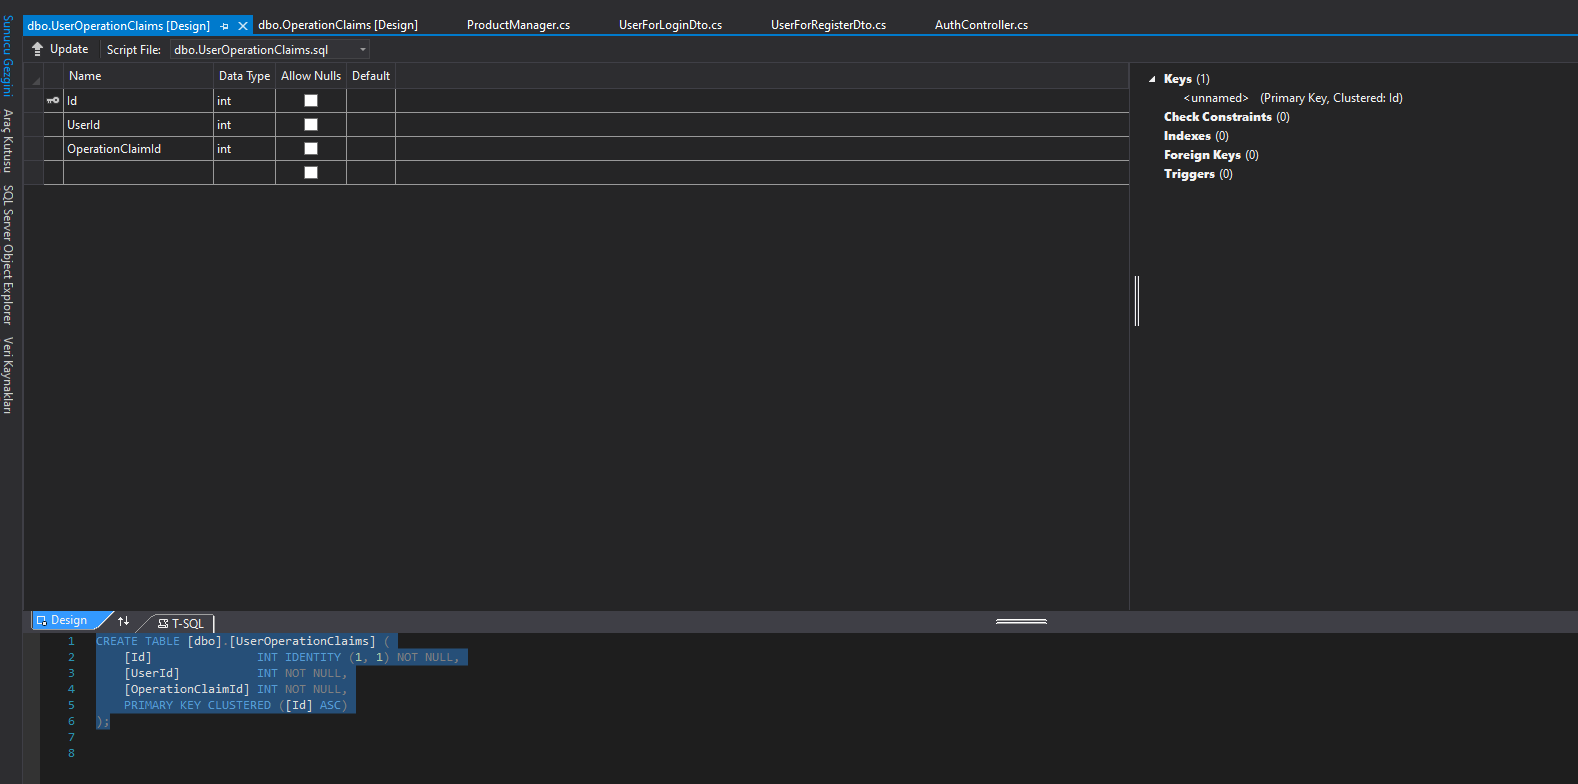 dbo.UserOperationClaims [Design] dbo.OperationClaims [Design] ProductManager.cs UserForLoginDto.cs UserForRegisterDto.cs AuthController.cs
Update Script File: dbo.UserOperationClaims.sql
Sunucu Gezgini
Araç Kutusu
SQL Server Object Explorer
Veri Kaynakları
Name Data Type Allow Nulls Default
Id int
UserId int
OperationClaimId int
Keys (1)
<unnamed> (Primary Key, Clustered: Id)
Check Constraints (0)
Indexes (0)
Foreign Keys (0)
Triggers (0)
Design T-SQL
1 CREATE TABLE [dbo].[UserOperationClaims] (
2 [Id] INT IDENTITY (1, 1) NOT NULL,
3 [UserId] INT NOT NULL,
4 [OperationClaimId] INT NOT NULL,
5 PRIMARY KEY CLUSTERED ([Id] ASC)
6 );
7
8